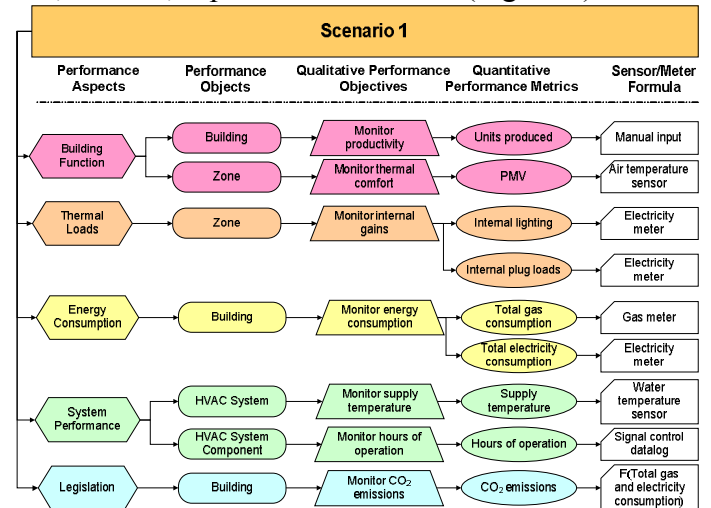 Scenario 1
Performance Aspects
Performance Objects
Qualitative Performance Objectives
Quantitative Performance Metrics
Sensor/Meter Formula
Building Function
Building
Monitor productivity
Units produced
Manual input
Zone
Monitor thermal comfort
PMV
Air temperature sensor
Thermal Loads
Zone
Monitor internal gains
Internal lighting
Electricity meter
Internal plug loads
Electricity meter
Energy Consumption
Building
Monitor energy consumption
Total gas consumption
Gas meter
Total electricity consumption
Electricity meter
System Performance
HVAC System
Monitor supply temperature
Supply temperature
Water temperature sensor
HVAC System Component
Monitor hours of operation
Hours of operation
Signal control datalog
Legislation
Building
Monitor CO₂ emissions
CO₂ emissions
F(Total gas and electricity consumption)